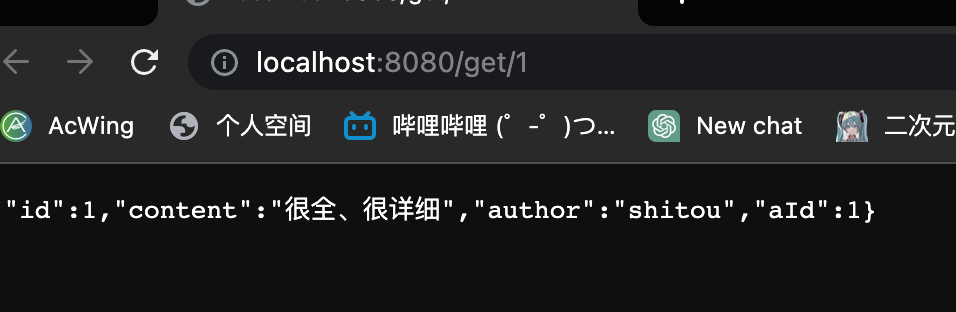 localhost:8080/get/1
AcWing 个人空间 哔哩哔哩 (゜-゜)つ... New chat 二次元
"id":1,"content":"很全、很详细","author":"shitou","aId":1}